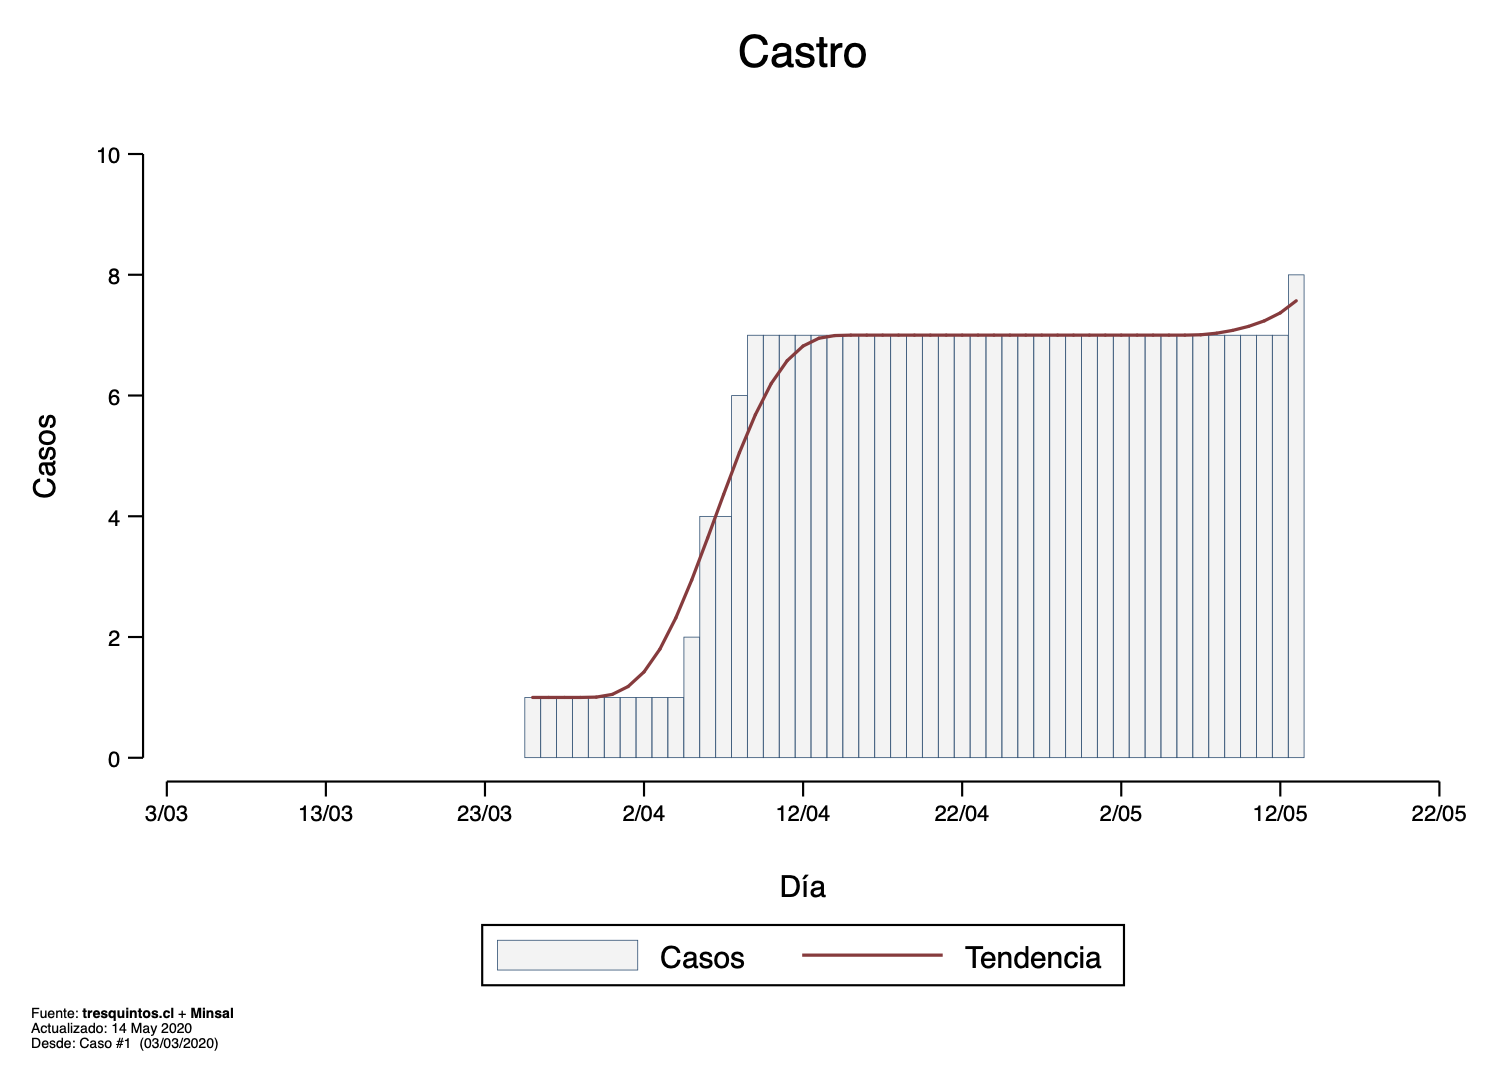 Castro
10
8
6
4
2
0
Casos
3/03 13/03 23/03 2/04 12/04 22/04 2/05 12/05 22/05
Día
Casos Tendencia
Fuente: tresquintos.cl + Minsal
Actualizado: 14 May 2020
Desde: Caso #1 (03/03/2020)